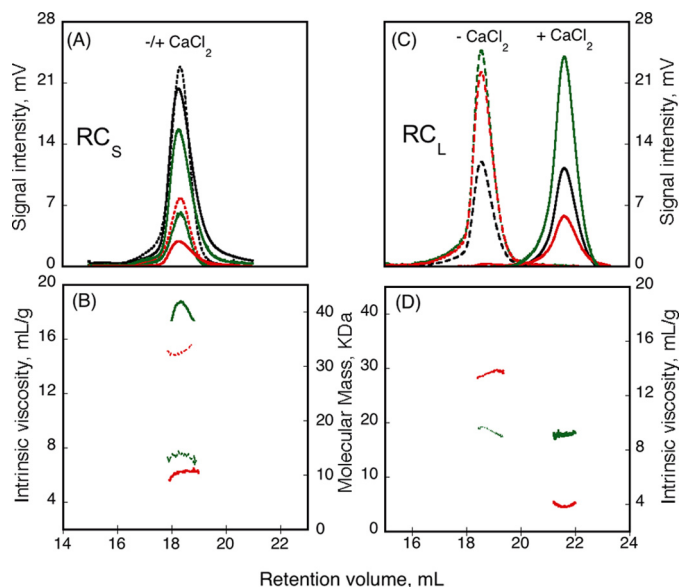 (A)
-/+ CaCl₂
RC_S
Signal intensity, mV
28
21
14
7
0
(C)
- CaCl₂
+ CaCl₂
RC_L
28
21
14
7
0
Signal intensity, mV
(B)
Intrinsic viscosity, mL/g
20
16
12
8
4
40
30
20
10
0
Molecular Mass, KDa
14
16
18
20
22
(D)
40
30
20
10
0
20
16
12
8
4
0
Intrinsic viscosity, mL/g
16
18
20
22
24
Retention volume, mL